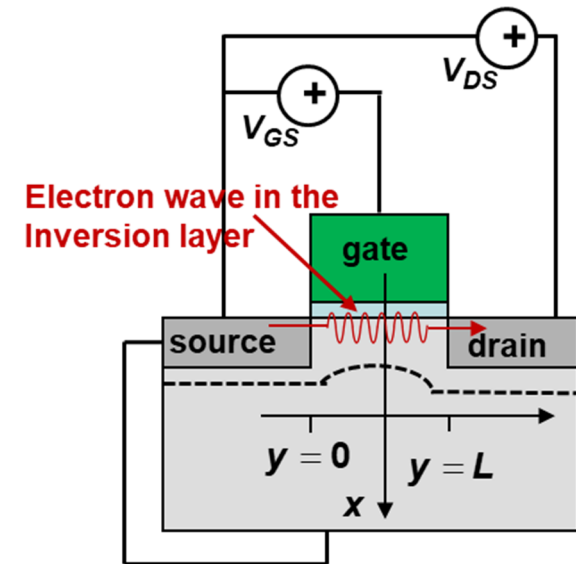 +
V_DS
+
V_GS
Electron wave in the
Inversion layer
gate
source
drain
y = 0
y = L
x